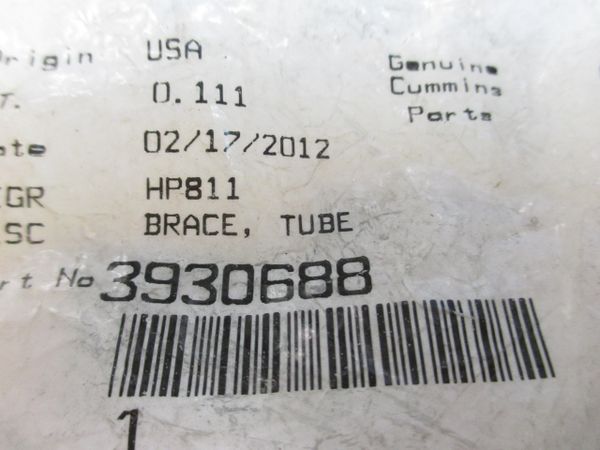 Origin USA
T. 0.111
ate 02/17/2012
GR HP811
SC BRACE, TUBE
rt No 3930688
1
Genuine
Cummins
Parts